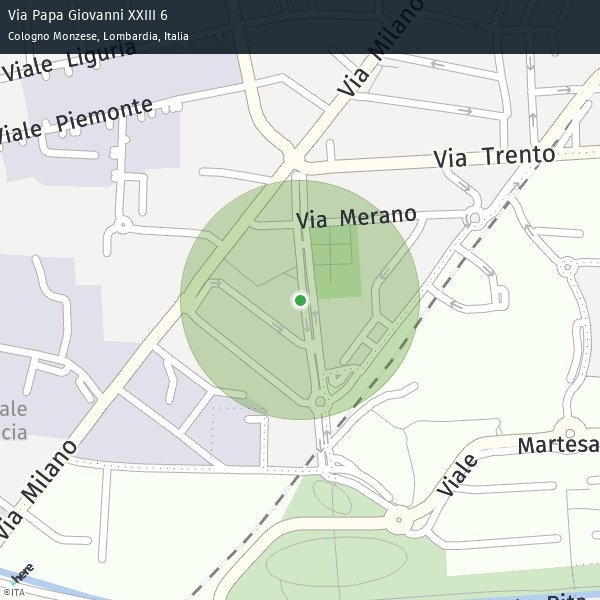 Via Papa Giovanni XXIII 6
Cologno Monzese, Lombardia, Italia
Viale Liguria
Via Milano
Viale Piemonte
Via Trento
Via Merano
ale
cia
Martesa
Viale
Via Milano
here
©ITA
Rita